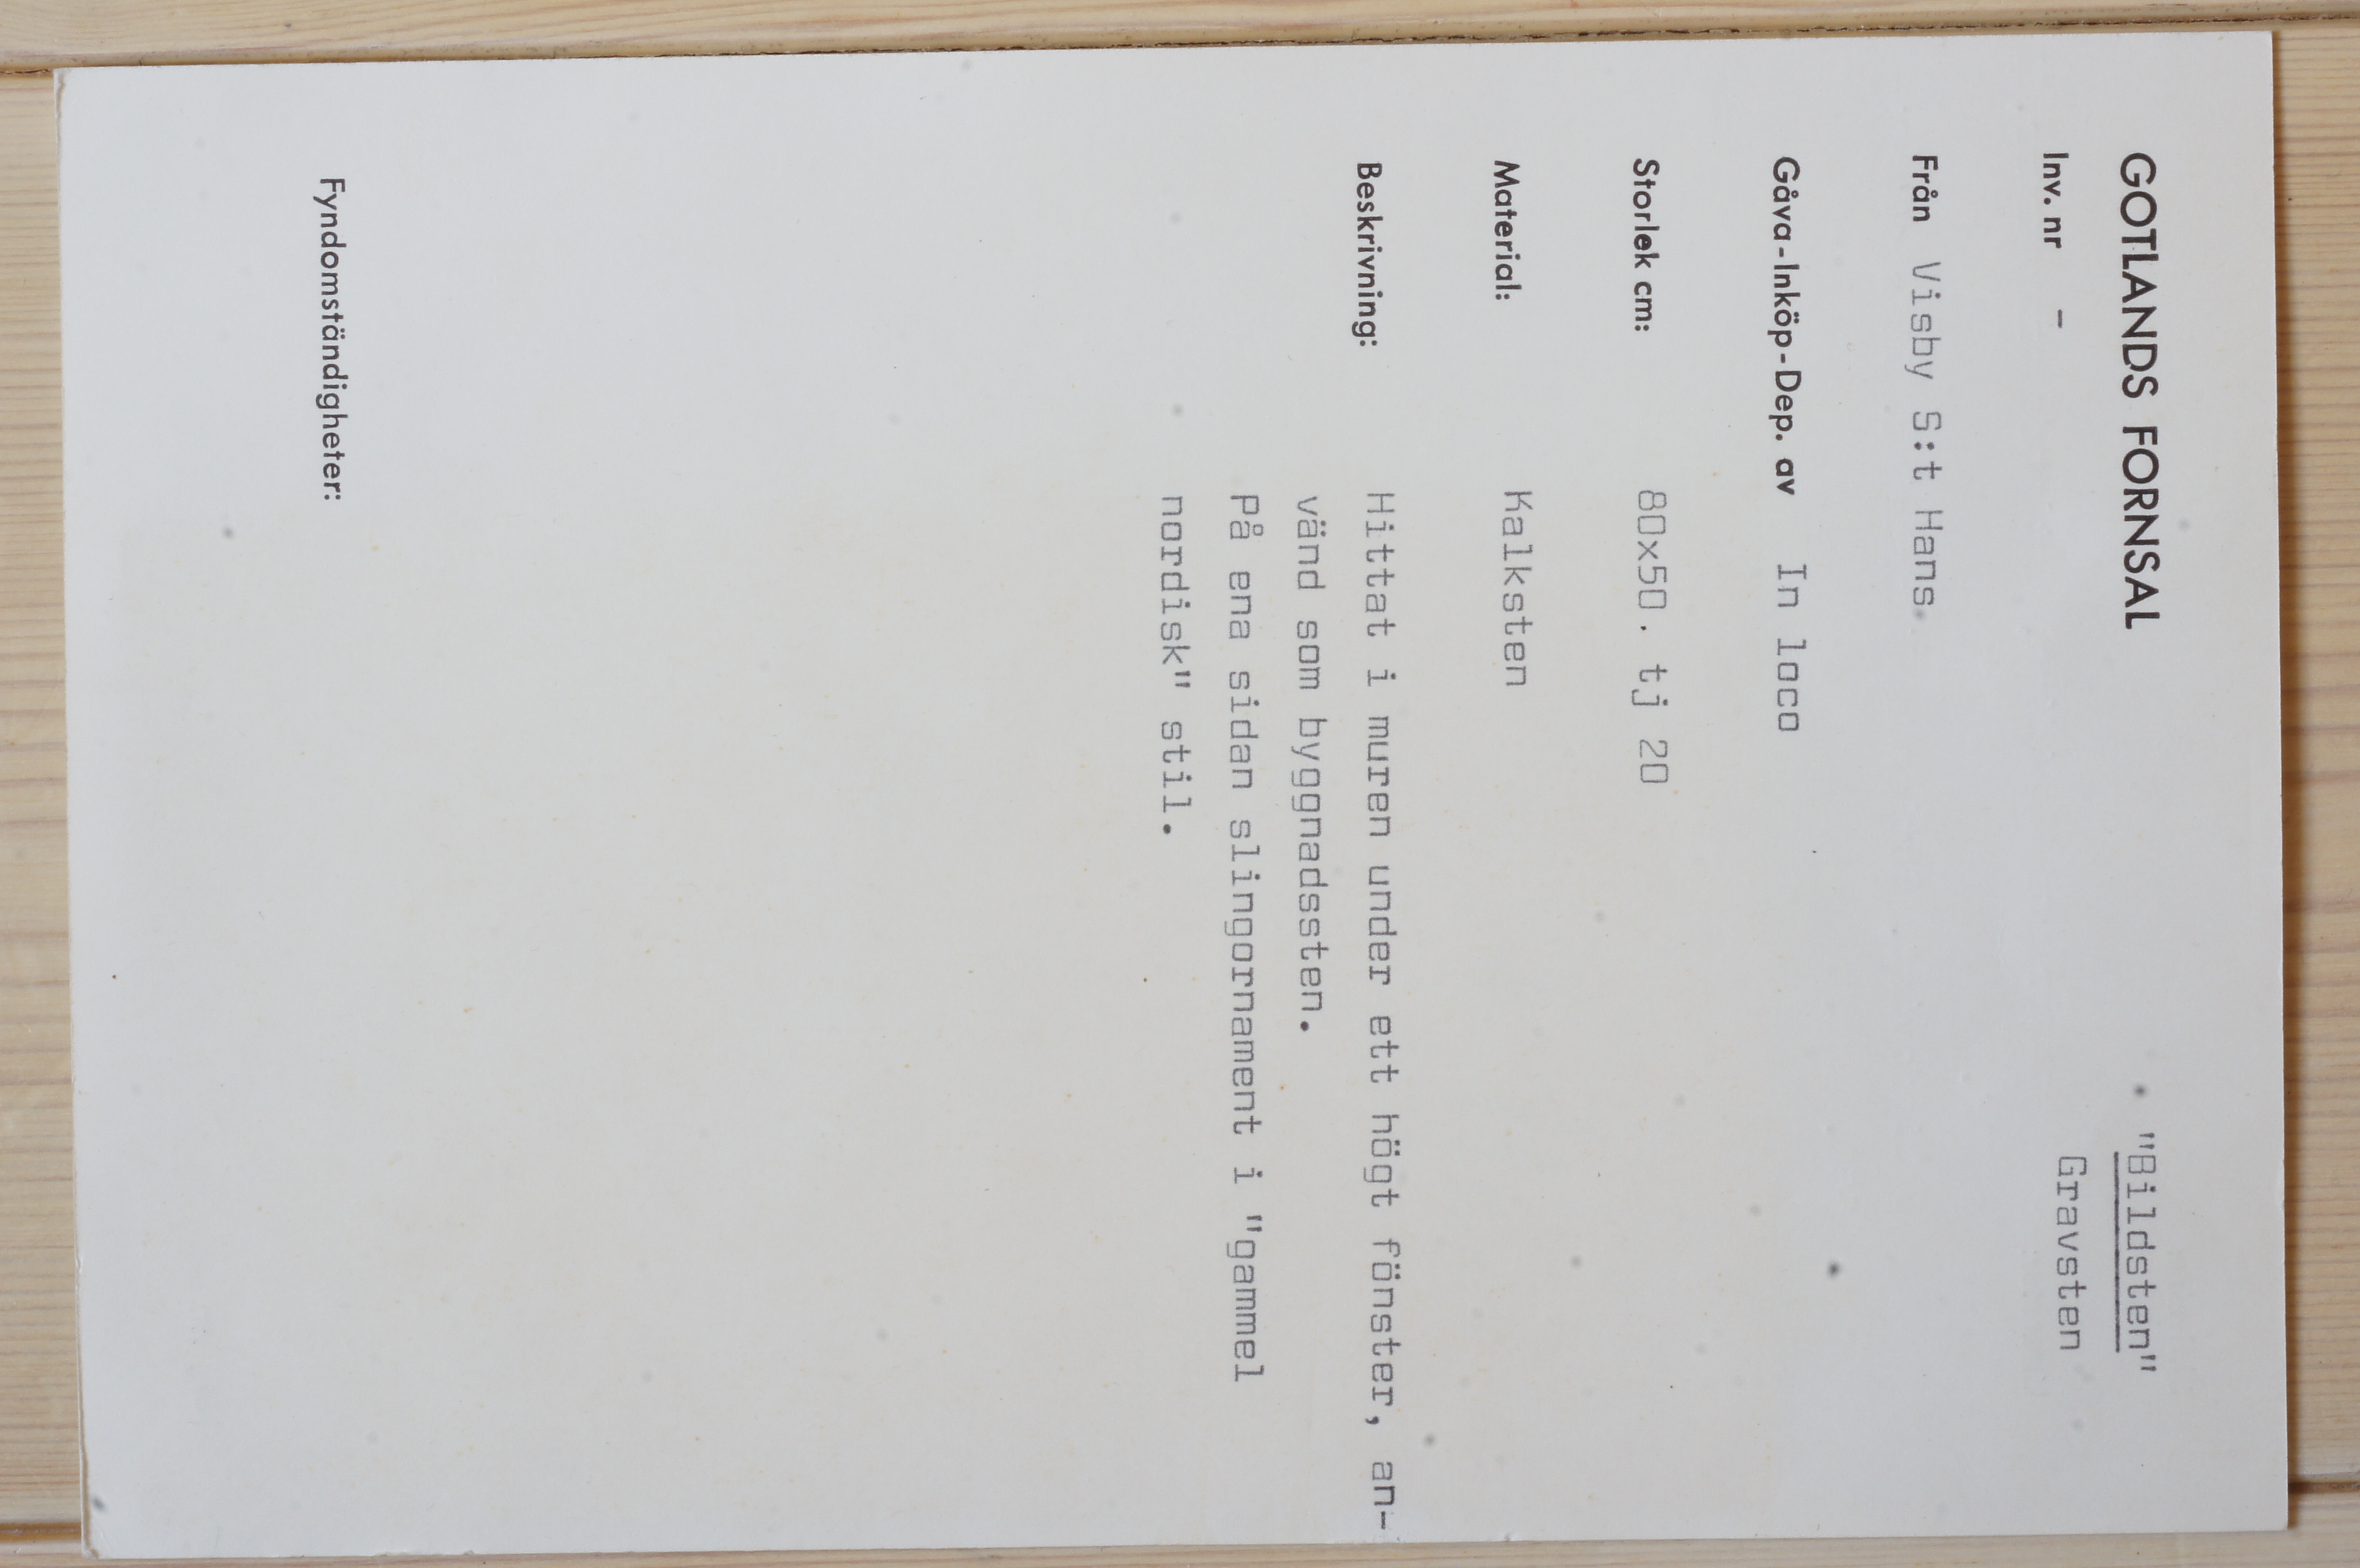 GOTLANDS FORNSAL "Bildsten"
Inv. nr – Gravsten
Från Visby S:t Hans
Gåva-Inköp-Dep. av In loco
Storlek cm: 80x50. tj 20
Material: Kalksten
Beskrivning: Hittat i muren under ett högt fönster, an-
vänd som byggnadssten.
På ena sidan slingornament i "gammel
nordisk" stil.
Fyndomständigheter: